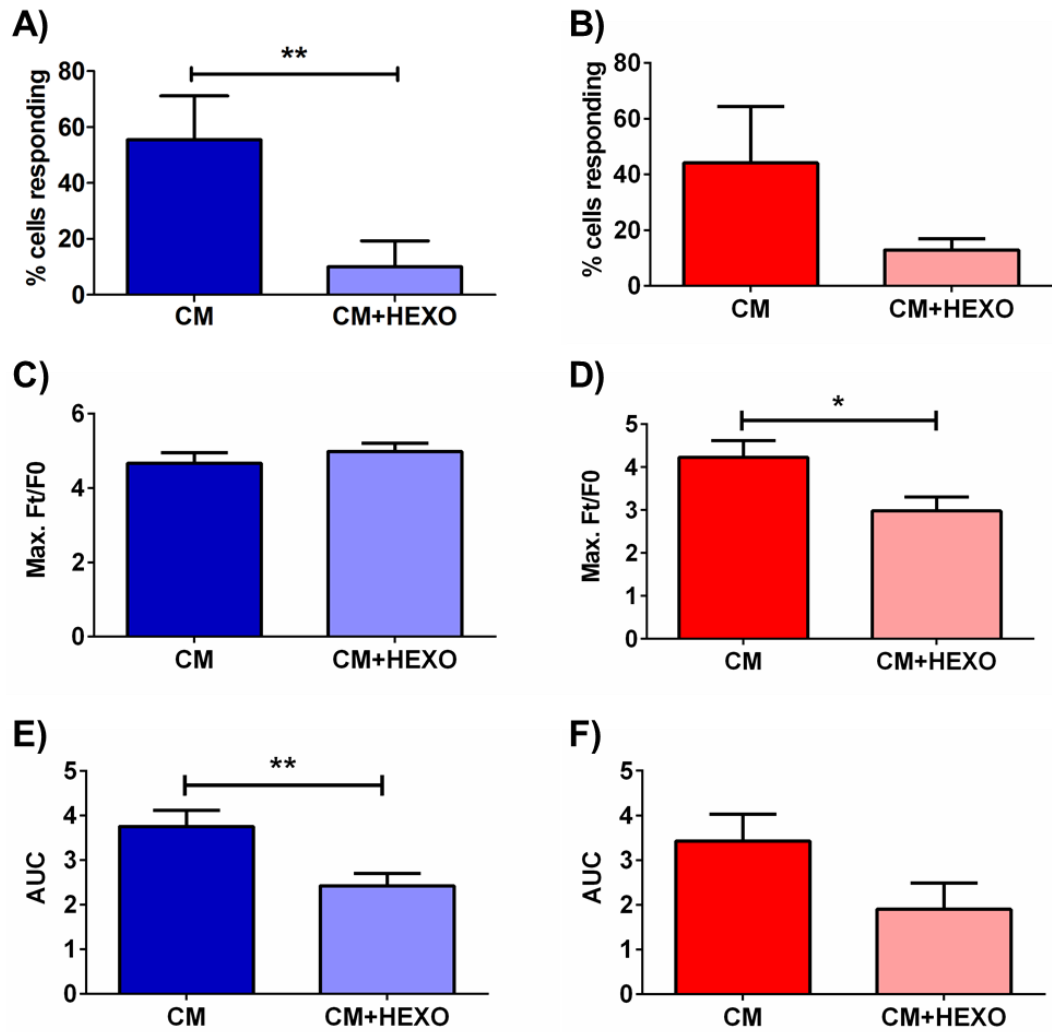 A)
**
% cells responding
80
60
40
20
0
CM
CM+HEXO
B)
% cells responding
80
60
40
20
0
CM
CM+HEXO
C)
Max. Ft/F0
6
4
2
0
CM
CM+HEXO
D)
*
Max. Ft/F0
5
4
3
2
1
0
CM
CM+HEXO
E)
**
AUC
5
4
3
2
1
0
CM
CM+HEXO
F)
AUC
5
4
3
2
1
0
CM
CM+HEXO